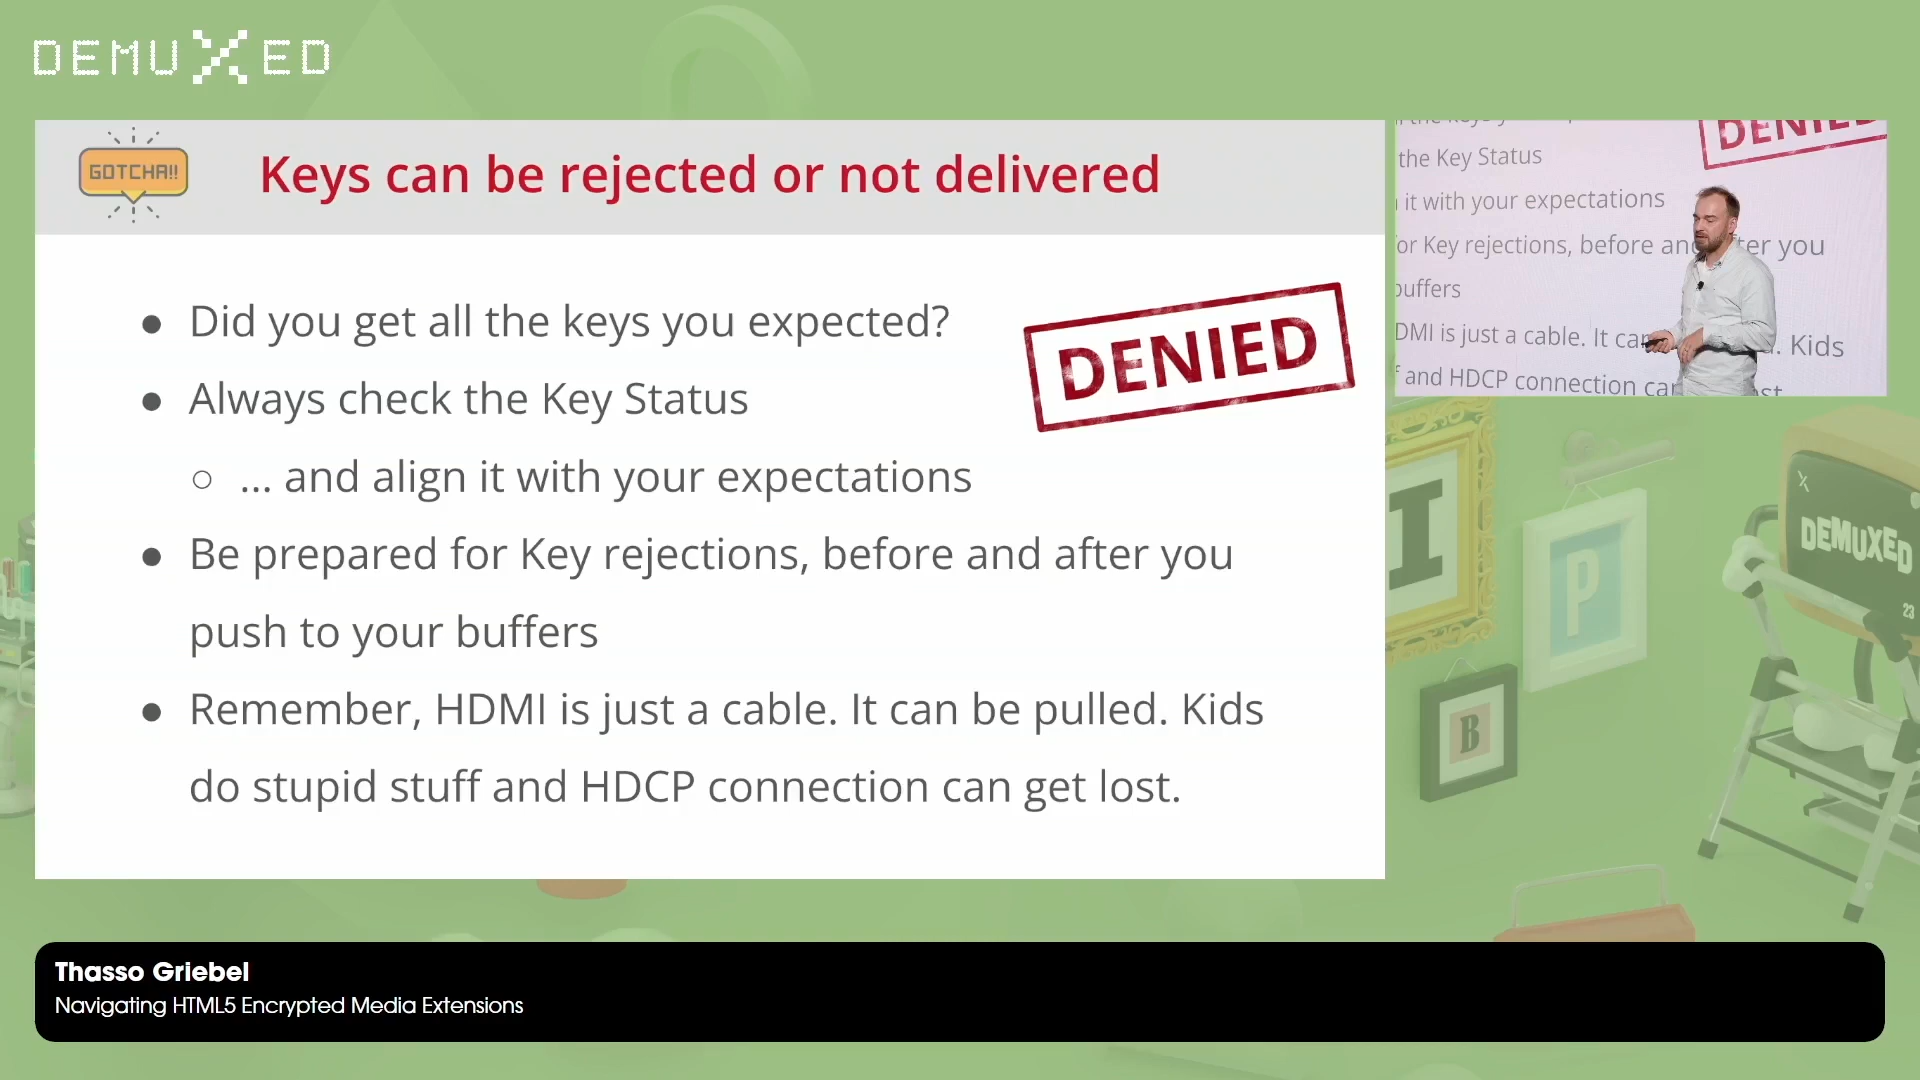 DEMUXED
GOTCHA!!
Keys can be rejected or not delivered
● Did you get all the keys you expected?
● Always check the Key Status
○ ... and align it with your expectations
● Be prepared for Key rejections, before and after you
push to your buffers
● Remember, HDMI is just a cable. It can be pulled. Kids
do stupid stuff and HDCP connection can get lost.
DENIED
DENIED
the Key Status
it with your expectations
or Key rejections, before and after you
buffers
DMI is just a cable. It can . Kids
and HDCP connection can
I
P
B
DEMUXED
23
Thasso Griebel
Navigating HTML5 Encrypted Media Extensions